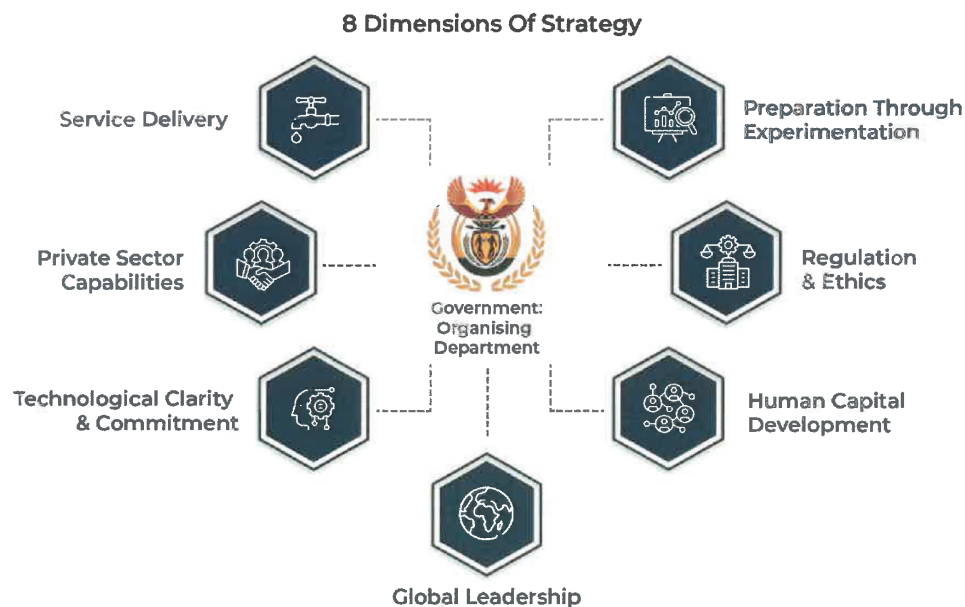 8 Dimensions Of Strategy
Service Delivery
Preparation Through
Experimentation
Private Sector
Capabilities
Government:
Organising
Department
Regulation
& Ethics
Technological Clarity
& Commitment
Human Capital
Development
Global Leadership